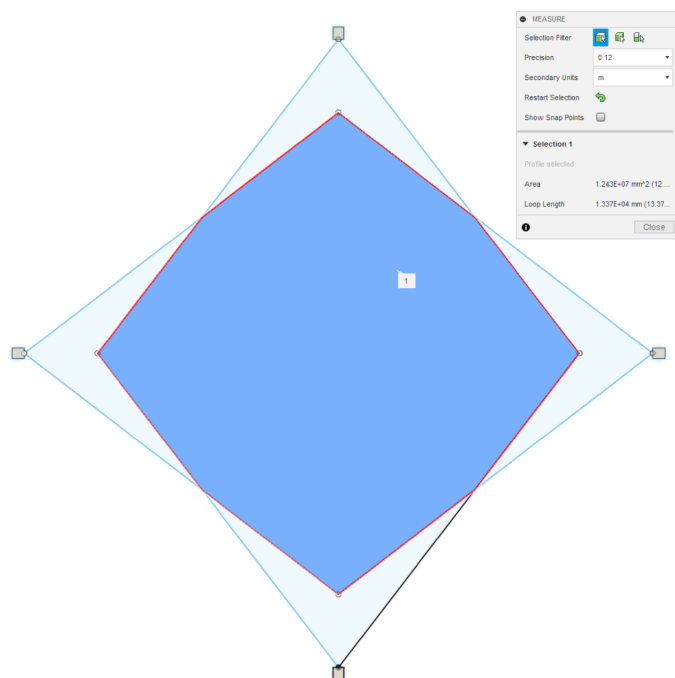 MEASURE
Selection Filter
Precision 0.12
Secondary Units m
Restart Selection
Show Snap Points
Selection 1
Profile selected
Area 1.243E+07 mm^2 (12....
Loop Length 1.337E+04 mm (13.37...
Close
1